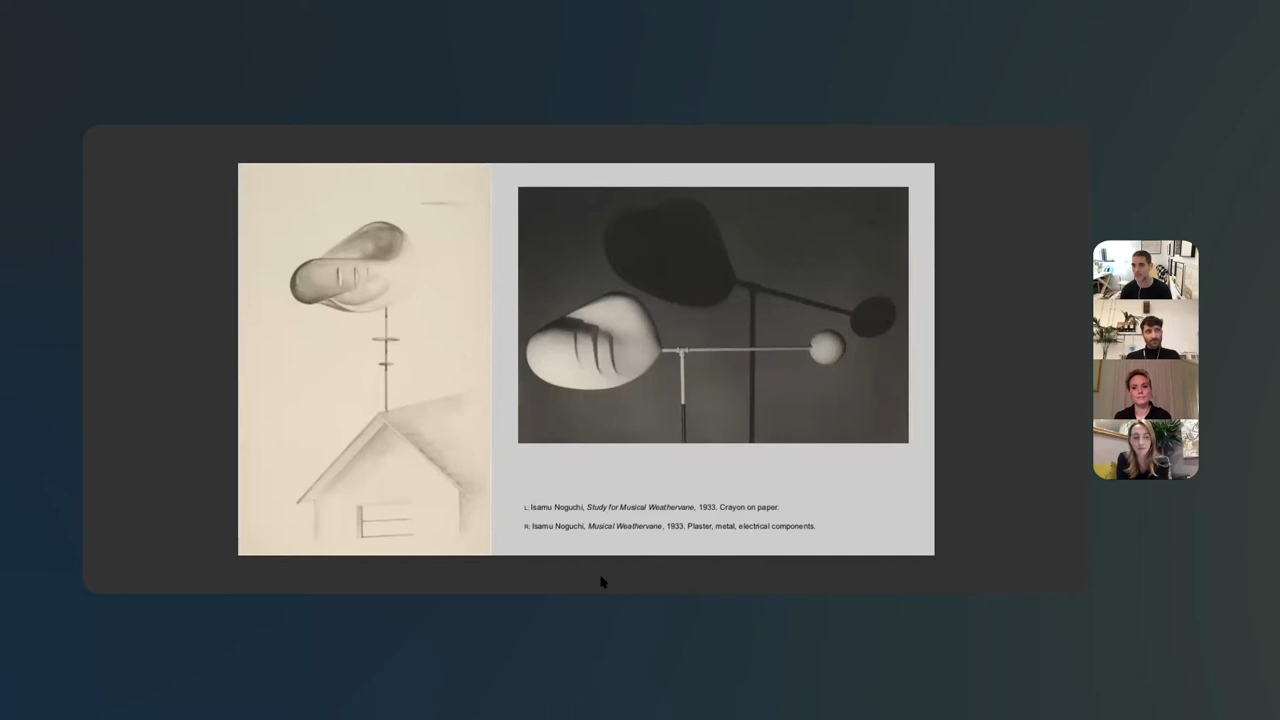 L: Isamu Noguchi, Study for Musical Weathervane, 1933. Crayon on paper.
R: Isamu Noguchi, Musical Weathervane, 1933. Plaster, metal, electrical components.